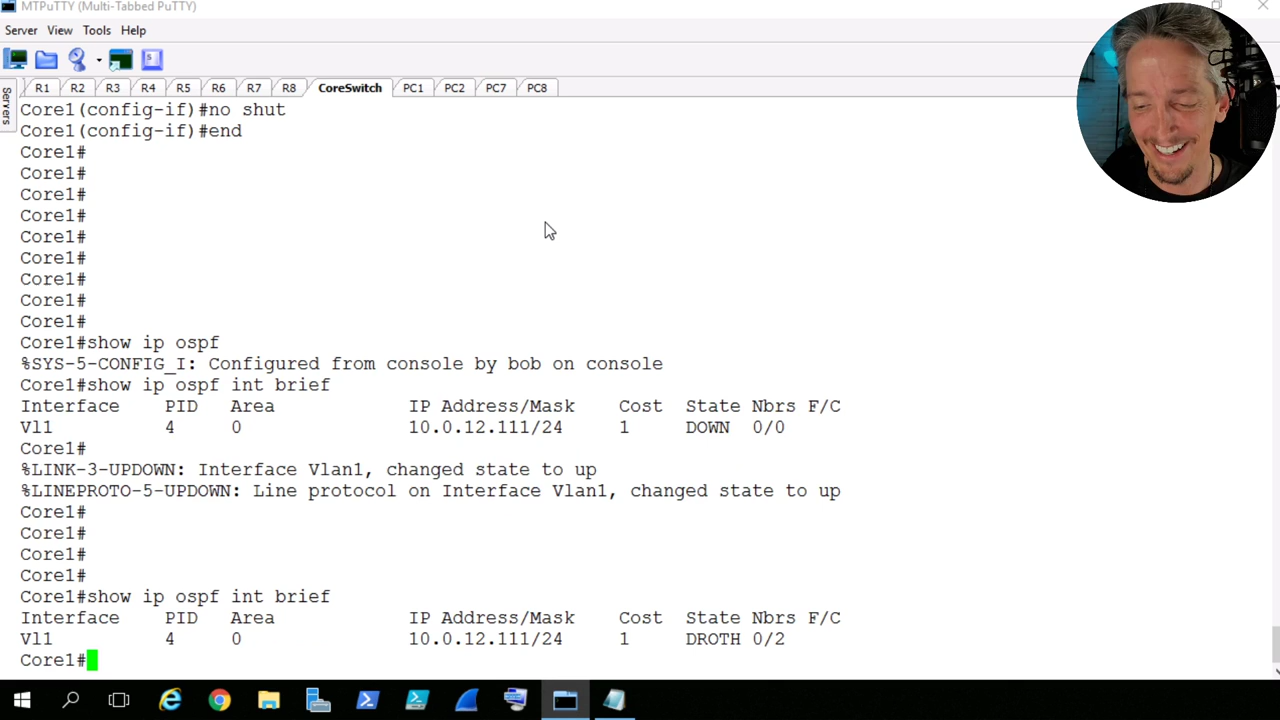 MTPuTTY (Multi-Tabbed PuTTY)
Server View Tools Help
Servers
R1 R2 R3 R4 R5 R6 R7 R8 CoreSwitch PC1 PC2 PC7 PC8
Core1(config-if)#no shut
Core1(config-if)#end
Core1#
Core1#
Core1#
Core1#
Core1#
Core1#
Core1#
Core1#
Core1#
Core1#show ip ospf
%SYS-5-CONFIG_I: Configured from console by bob on console
Core1#show ip ospf int brief
Interface PID Area IP Address/Mask Cost State Nbrs F/C
Vl1 4 0 10.0.12.111/24 1 DOWN 0/0
Core1#
%LINK-3-UPDOWN: Interface Vlan1, changed state to up
%LINEPROTO-5-UPDOWN: Line protocol on Interface Vlan1, changed state to up
Core1#
Core1#
Core1#
Core1#
Core1#show ip ospf int brief
Interface PID Area IP Address/Mask Cost State Nbrs F/C
Vl1 4 0 10.0.12.111/24 1 DROTH 0/2
Core1#